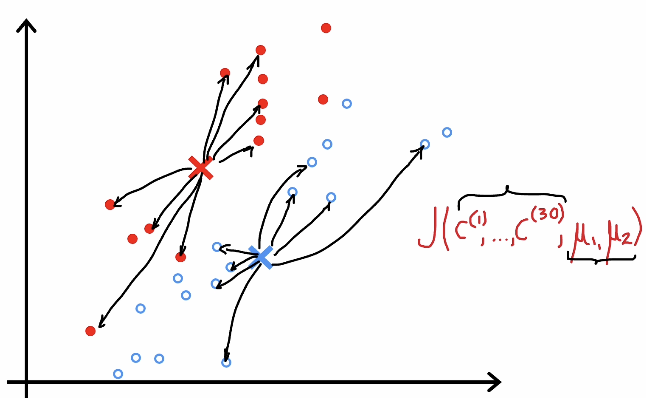 J(c^(1), ..., c^(30), μ₁, μ₂)